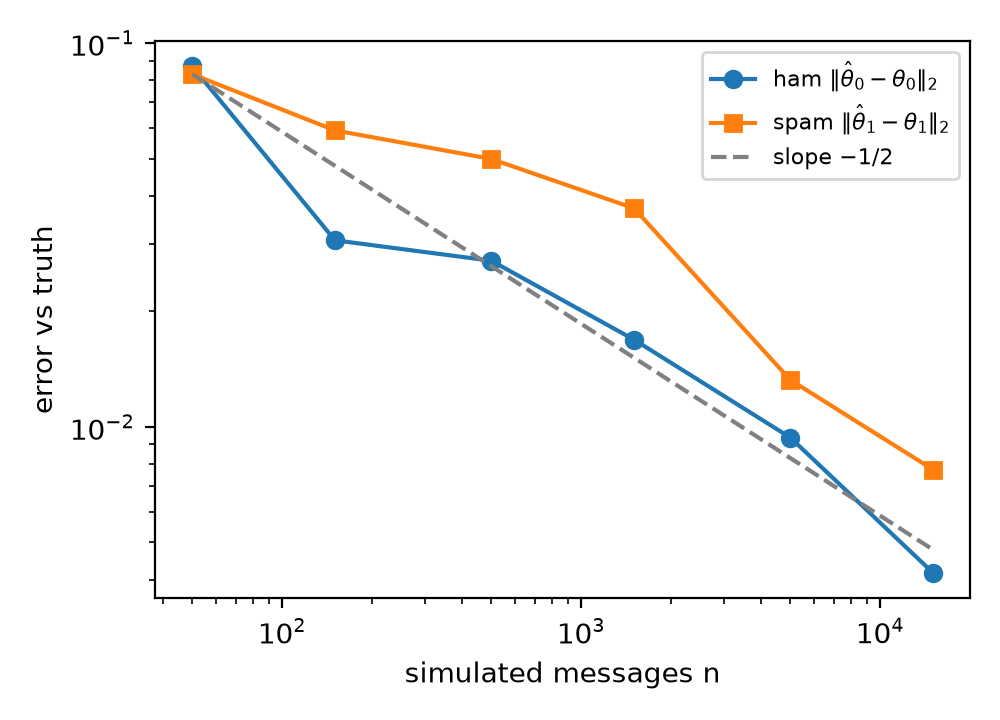 10⁻¹
10⁻²
error vs truth
ham ‖θ̂₀ − θ₀‖₂
spam ‖θ̂₁ − θ₁‖₂
slope −1/2
10² 10³ 10⁴
simulated messages n